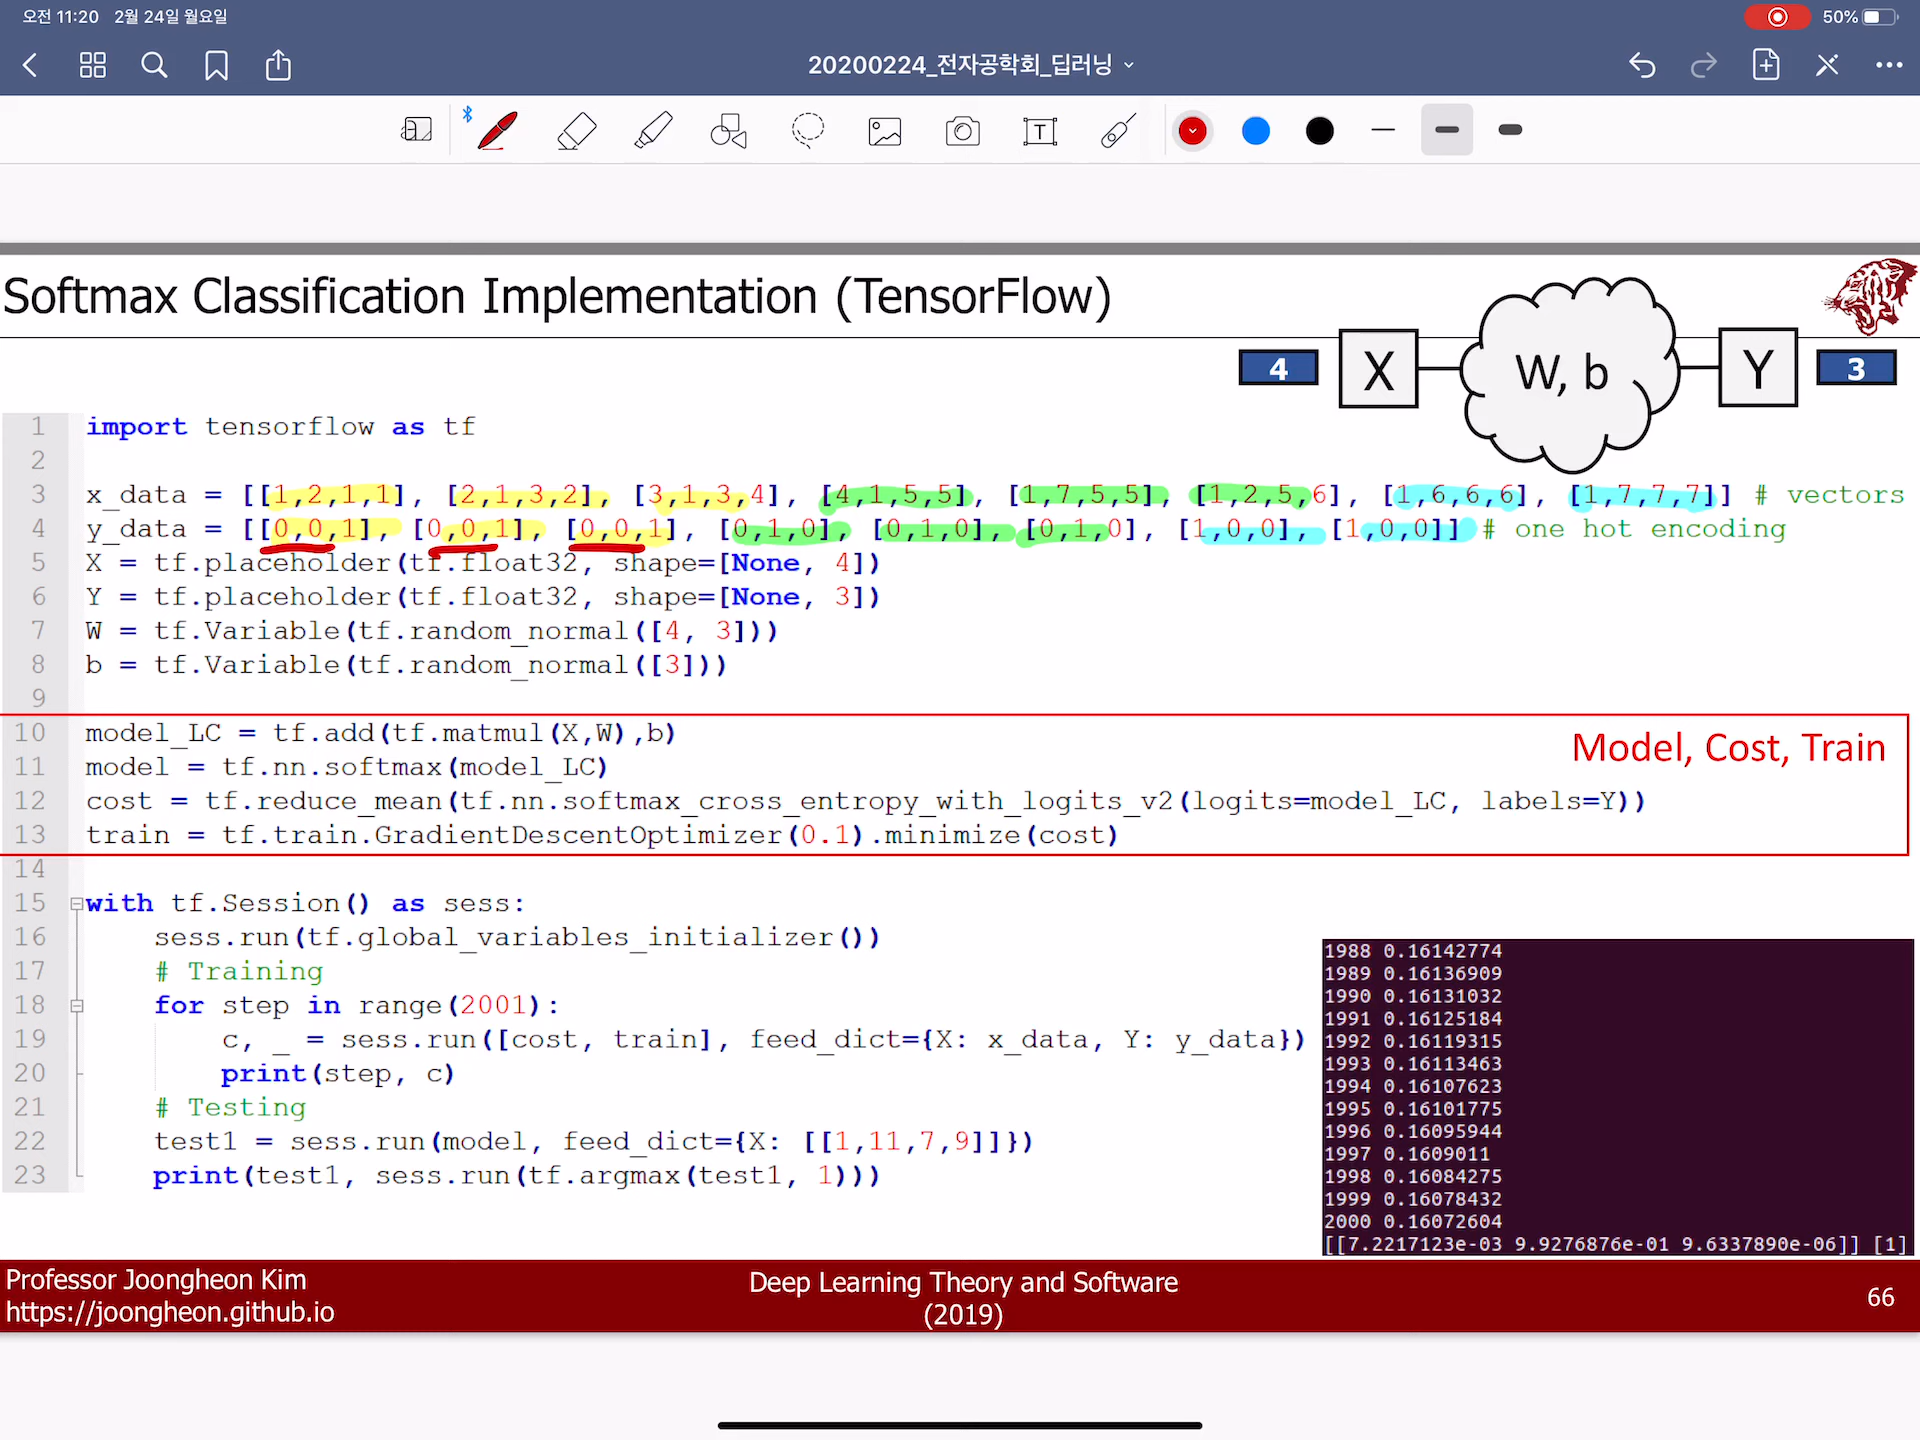 오전 11:20 2월 24일 월요일
50%
20200224_전자공학회_딥러닝
Softmax Classification Implementation (TensorFlow)
4 X W, b Y 3
1 import tensorflow as tf
2
3 x_data = [[1,2,1,1], [2,1,3,2], [3,1,3,4], [4,1,5,5], [1,7,5,5], [1,2,5,6], [1,6,6,6], [1,7,7,7]] # vectors
4 y_data = [[0,0,1], [0,0,1], [0,0,1], [0,1,0], [0,1,0], [0,1,0], [1,0,0], [1,0,0]] # one hot encoding
5 X = tf.placeholder(tf.float32, shape=[None, 4])
6 Y = tf.placeholder(tf.float32, shape=[None, 3])
7 W = tf.Variable(tf.random_normal([4, 3]))
8 b = tf.Variable(tf.random_normal([3]))
9
10 model_LC = tf.add(tf.matmul(X,W),b)
Model, Cost, Train
11 model = tf.nn.softmax(model_LC)
12 cost = tf.reduce_mean(tf.nn.softmax_cross_entropy_with_logits_v2(logits=model_LC, labels=Y))
13 train = tf.train.GradientDescentOptimizer(0.1).minimize(cost)
14
15 with tf.Session() as sess:
16 sess.run(tf.global_variables_initializer())
17 # Training
18 for step in range(2001):
19 c, _ = sess.run([cost, train], feed_dict={X: x_data, Y: y_data})
20 print(step, c)
21 # Testing
22 test1 = sess.run(model, feed_dict={X: [[1,11,7,9]]})
23 print(test1, sess.run(tf.argmax(test1, 1)))
1988 0.16142774
1989 0.16136909
1990 0.16131032
1991 0.16125184
1992 0.16119315
1993 0.16113463
1994 0.16107623
1995 0.16101775
1996 0.16095944
1997 0.1609011
1998 0.16084275
1999 0.16078432
2000 0.16072604
[[7.2217123e-03 9.9276876e-01 9.6337890e-06]] [1]
Professor Joongheon Kim
https://joongheon.github.io
Deep Learning Theory and Software
(2019)
66